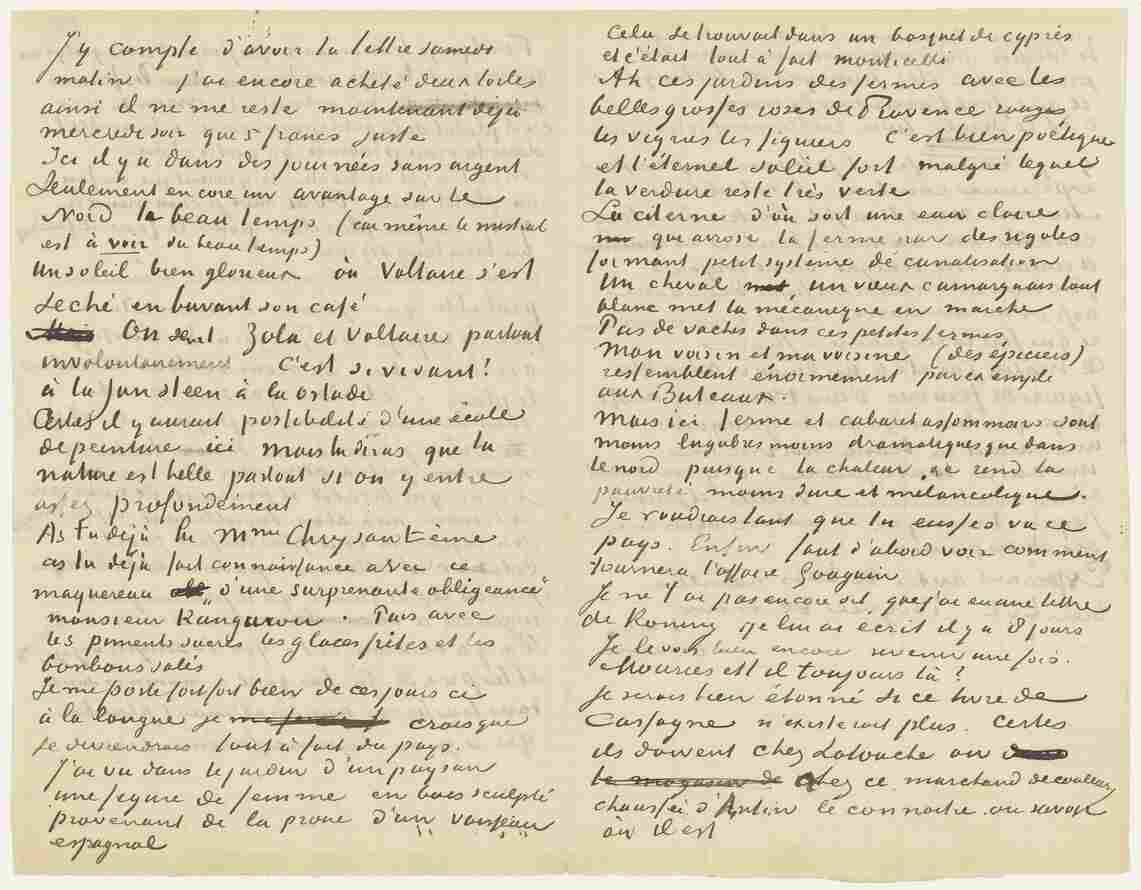 J'y compte d'avoir ta lettre samedi
matin j'ai encore acheté deux toiles
ainsi il ne me reste maintenant déjà
mercredi soir que 5 francs juste
Ici il y a dans des journées sans argent
Seulement encore un avantage sur le
Nord le beau temps (car même le mistral
est à voir du beau temps)
Un soleil bien glorieux où Voltaire s'est
seché en buvant son café
On sent Zola et Voltaire partout
involontairement C'est si vivant!
à la Jan Steen à la ostade
Certes il y aurait possibilité d'une école
de peinture ici mais tu diras que la
nature est belle partout si on y entre
assez profondément
As tu déjà lu Mme Chrysantème
as tu déjà fait connaissance avec ce
maquereau "d'une surprenante obligeance"
monsieur Kangourou. Puis avec
les piments sucrés les glaces frites et les
bonbons salés
Je me porte fort fort bien de ces jours ci
à la longue je crois que
je deviendrais tout à fait du pays.
J'ai vu dans le jardin d'un paysan
une figure de femme en bois sculpté
provenant de la proue d'un vaisseau
espagnol
Cela se trouvait dans un bosquet de cyprès
et c'était tout à fait monticelli
Ah ces jardins des fermes avec les
belles grosses roses de Provence rouges
les vignes les figuiers C'est bien poétique
et l'éternel soleil fort malgré lequel
la verdure reste très verte
La citerne d'où sort une eau claire
que arrose la ferme par des rigoles
formant petit système de canalisation
Un cheval un vieux camarguais tout
blanc met la mécanique en marche
Pas de vaches dans ces petites fermes
Mon voisin et ma voisine (des épiciers)
ressemblent énormement par exemple
aux Buteaux.
Mais ici ferme et cabaret assommoirs sont
moins lugubres moins dramatiques que dans
le nord puisque la chaleur &c rend la
pauvreté moins dure et mélancolique.
Je voudrais tant que tu eusses vu ce
pays. Enfin faut d'abord voir comment
tournera l'affaire Gauguin
Je ne t'ai pas encore dit que j'ai eu une lettre
de Koning je lui ai écrit il y a 8 jours
Je le vois bien encore revenir une fois.
Mouries est il toujours là?
Je serais bien étonné si ce livre de
Cassagne n'existerait plus. Certes
ils doivent chez Latouche ou
le magasin de chez ce marchand de couleurs
chaussée d'Antin le connaitre ou savoir
où il est